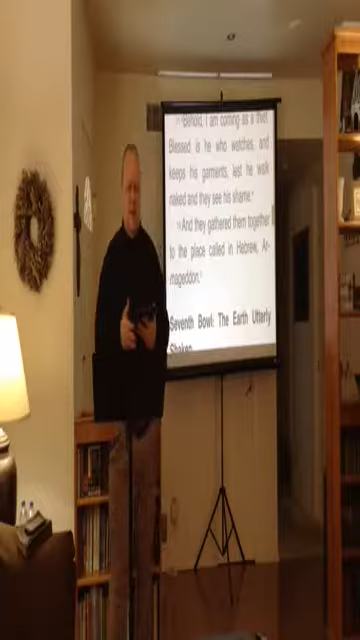 "Behold, I am coming as a thief.
Blessed is he who watches, and
keeps his garments, lest he walk
naked and they see his shame."
And they gathered them together
to the place called in Hebrew, Ar-
mageddon.
Seventh Bowl: The Earth Utterly
Shaken